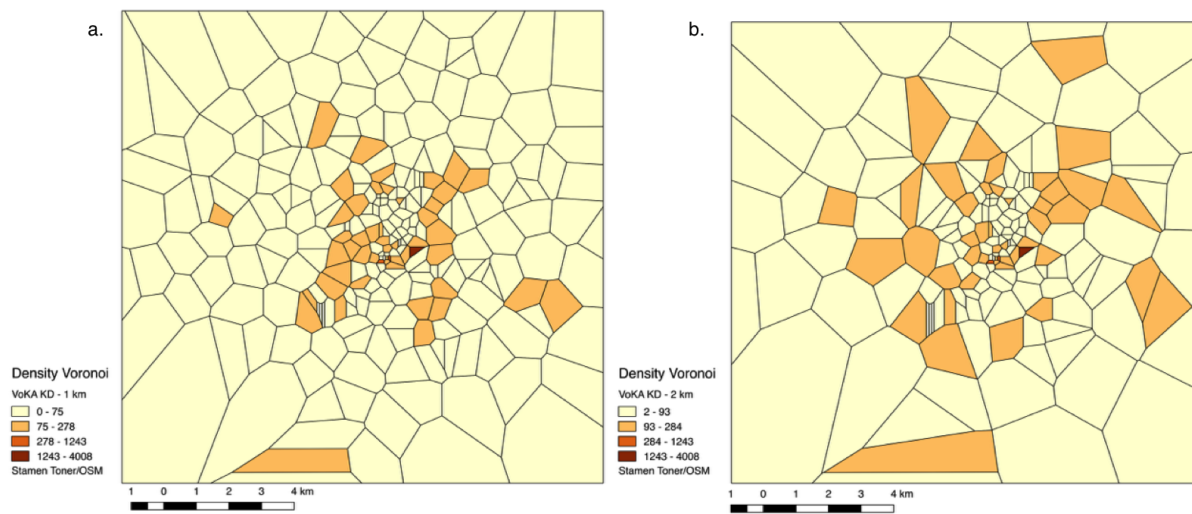 a.
Density Voronoi
VoKA KD - 1 km
0 - 75
75 - 278
278 - 1243
1243 - 4008
Stamen Toner/OSM
1 0 1 2 3 4 km
b.
Density Voronoi
VoKA KD - 2 km
2 - 93
93 - 284
284 - 1243
1243 - 4008
Stamen Toner/OSM
1 0 1 2 3 4 km